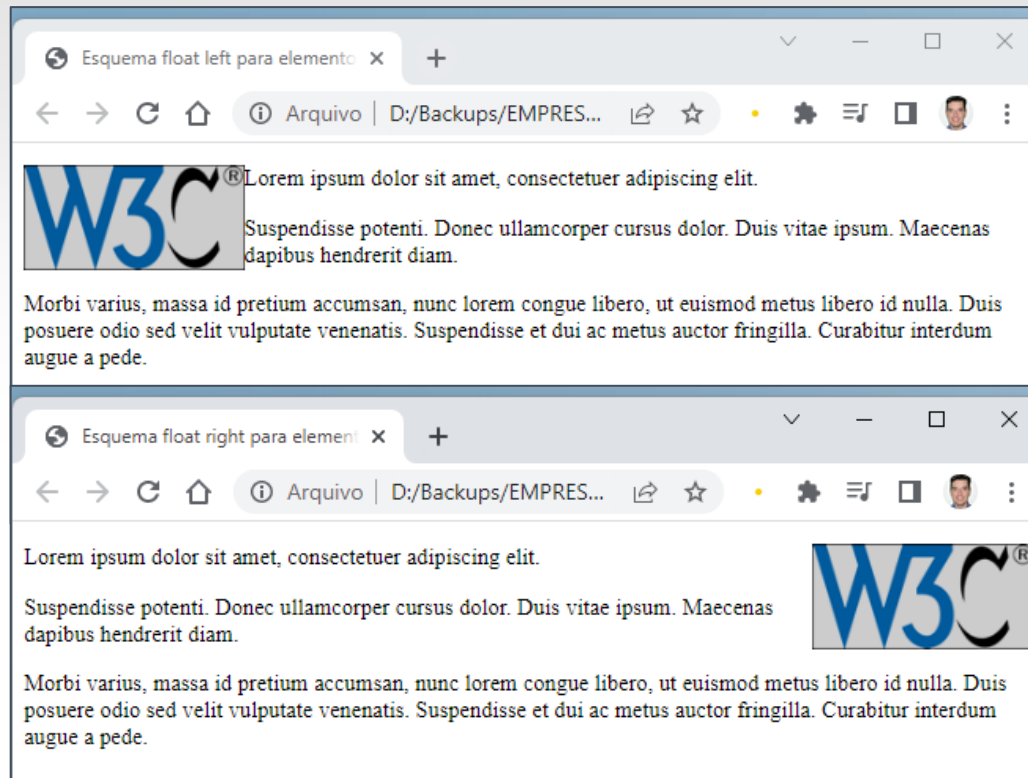 Esquema float left para elemento
Arquivo | D:/Backups/EMPRES...
W3C®
Lorem ipsum dolor sit amet, consectetuer adipiscing elit.
Suspendisse potenti. Donec ullamcorper cursus dolor. Duis vitae ipsum. Maecenas
dapibus hendrerit diam.
Morbi varius, massa id pretium accumsan, nunc lorem congue libero, ut euismod metus libero id nulla. Duis
posuere odio sed velit vulputate venenatis. Suspendisse et dui ac metus auctor fringilla. Curabitur interdum
augue a pede.
Esquema float right para element
Arquivo | D:/Backups/EMPRES...
Lorem ipsum dolor sit amet, consectetuer adipiscing elit.
W3C®
Suspendisse potenti. Donec ullamcorper cursus dolor. Duis vitae ipsum. Maecenas
dapibus hendrerit diam.
Morbi varius, massa id pretium accumsan, nunc lorem congue libero, ut euismod metus libero id nulla. Duis
posuere odio sed velit vulputate venenatis. Suspendisse et dui ac metus auctor fringilla. Curabitur interdum
augue a pede.